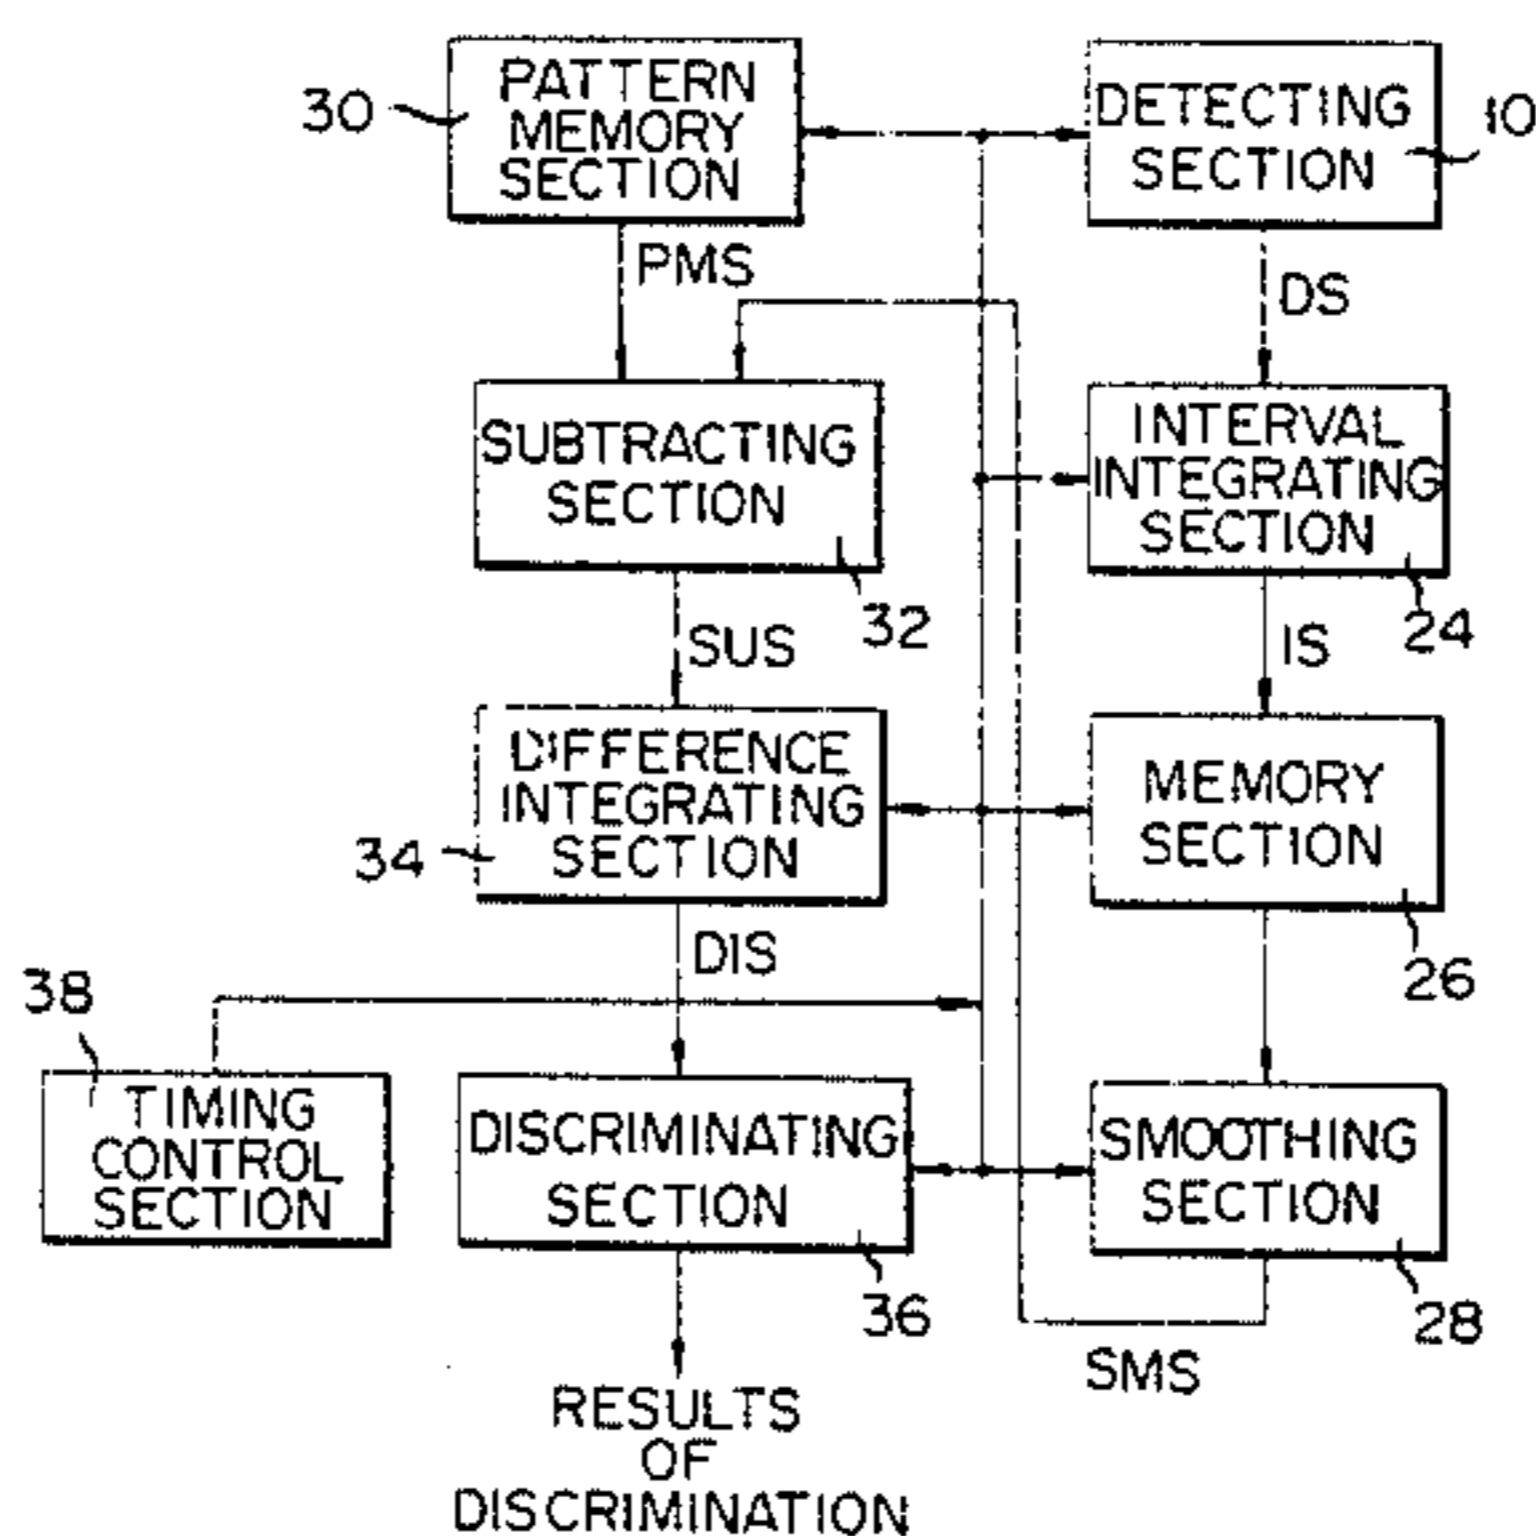 30
PATTERN
MEMORY
SECTION
DETECTING
SECTION
10
PMS
DS
SUBTRACTING
SECTION
32
INTERVAL
INTEGRATING
SECTION
24
SUS
IS
DIFFERENCE
INTEGRATING
SECTION
34
MEMORY
SECTION
26
DIS
38
TIMING
CONTROL
SECTION
DISCRIMINATING
SECTION
36
SMOOTHING
SECTION
28
SMS
RESULTS
OF
DISCRIMINATION